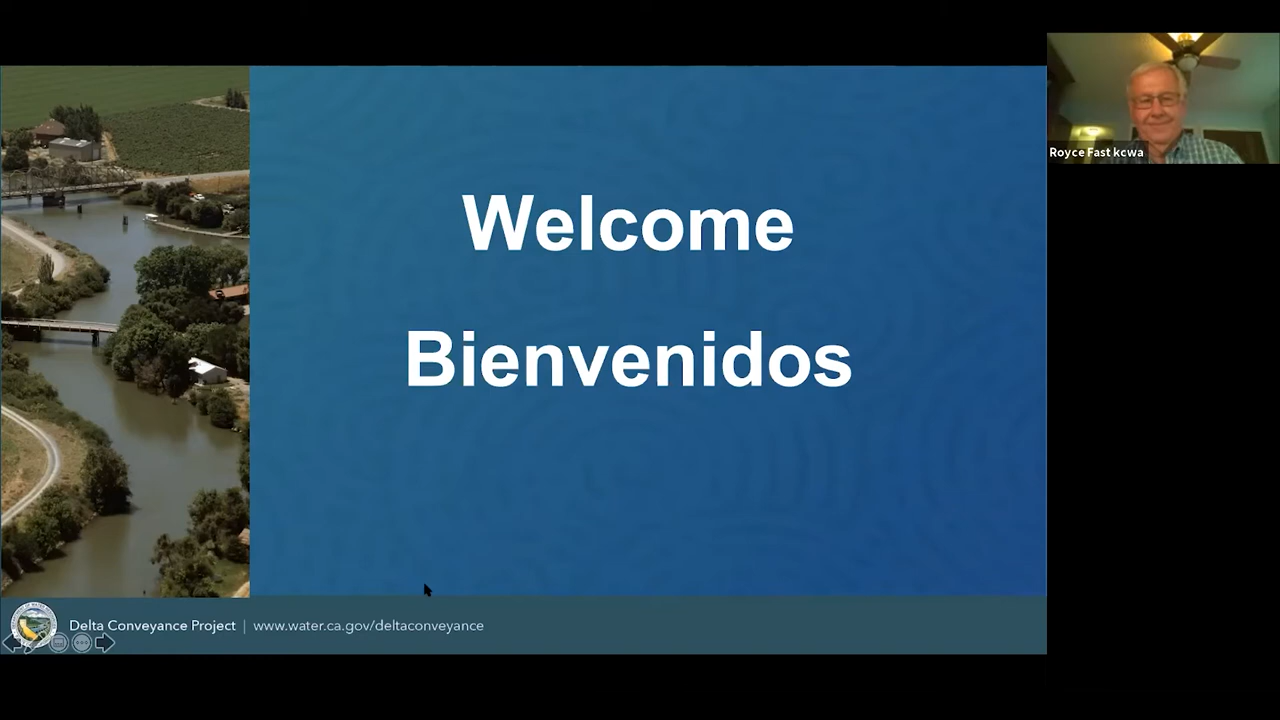 Welcome
Bienvenidos
Royce Fast kcwa
Delta Conveyance Project | www.water.ca.gov/deltaconveyance